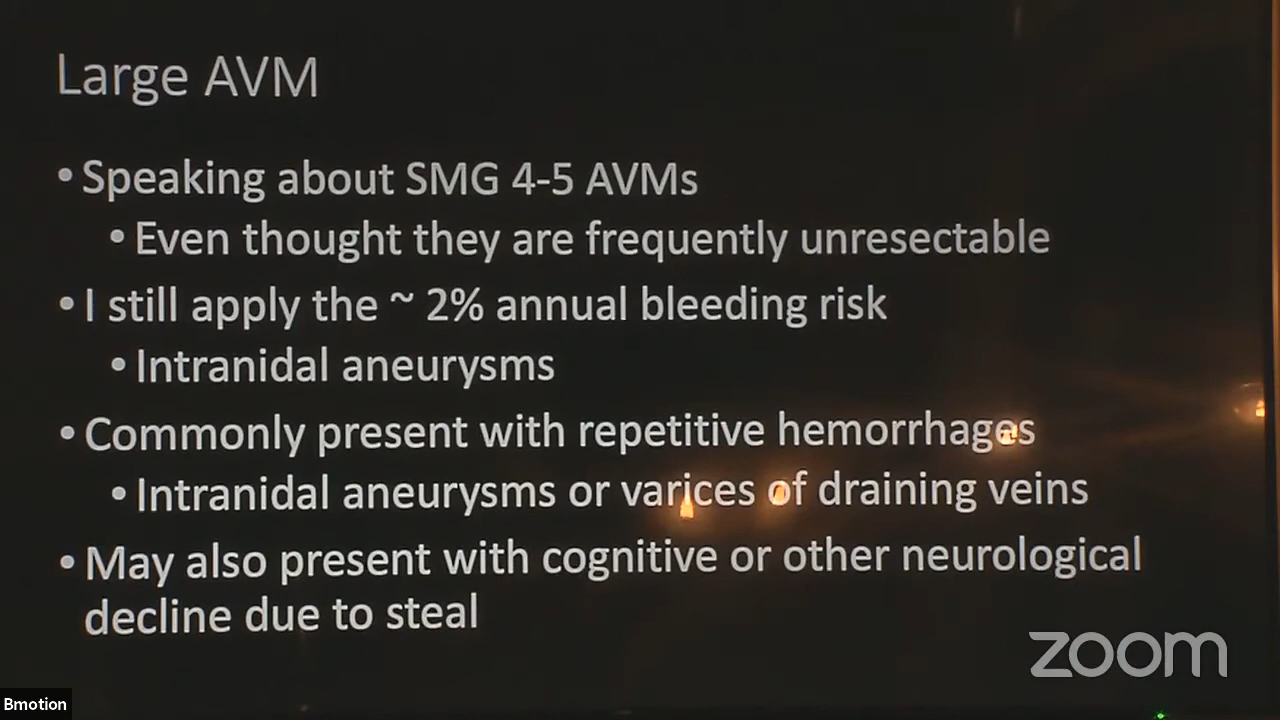 Large AVM
• Speaking about SMG 4-5 AVMs
• Even thought they are frequently unresectable
• I still apply the ~ 2% annual bleeding risk
• Intranidal aneurysms
• Commonly present with repetitive hemorrhages
• Intranidal aneurysms or varices of draining veins
• May also present with cognitive or other neurological
decline due to steal
zoom
Bmotion